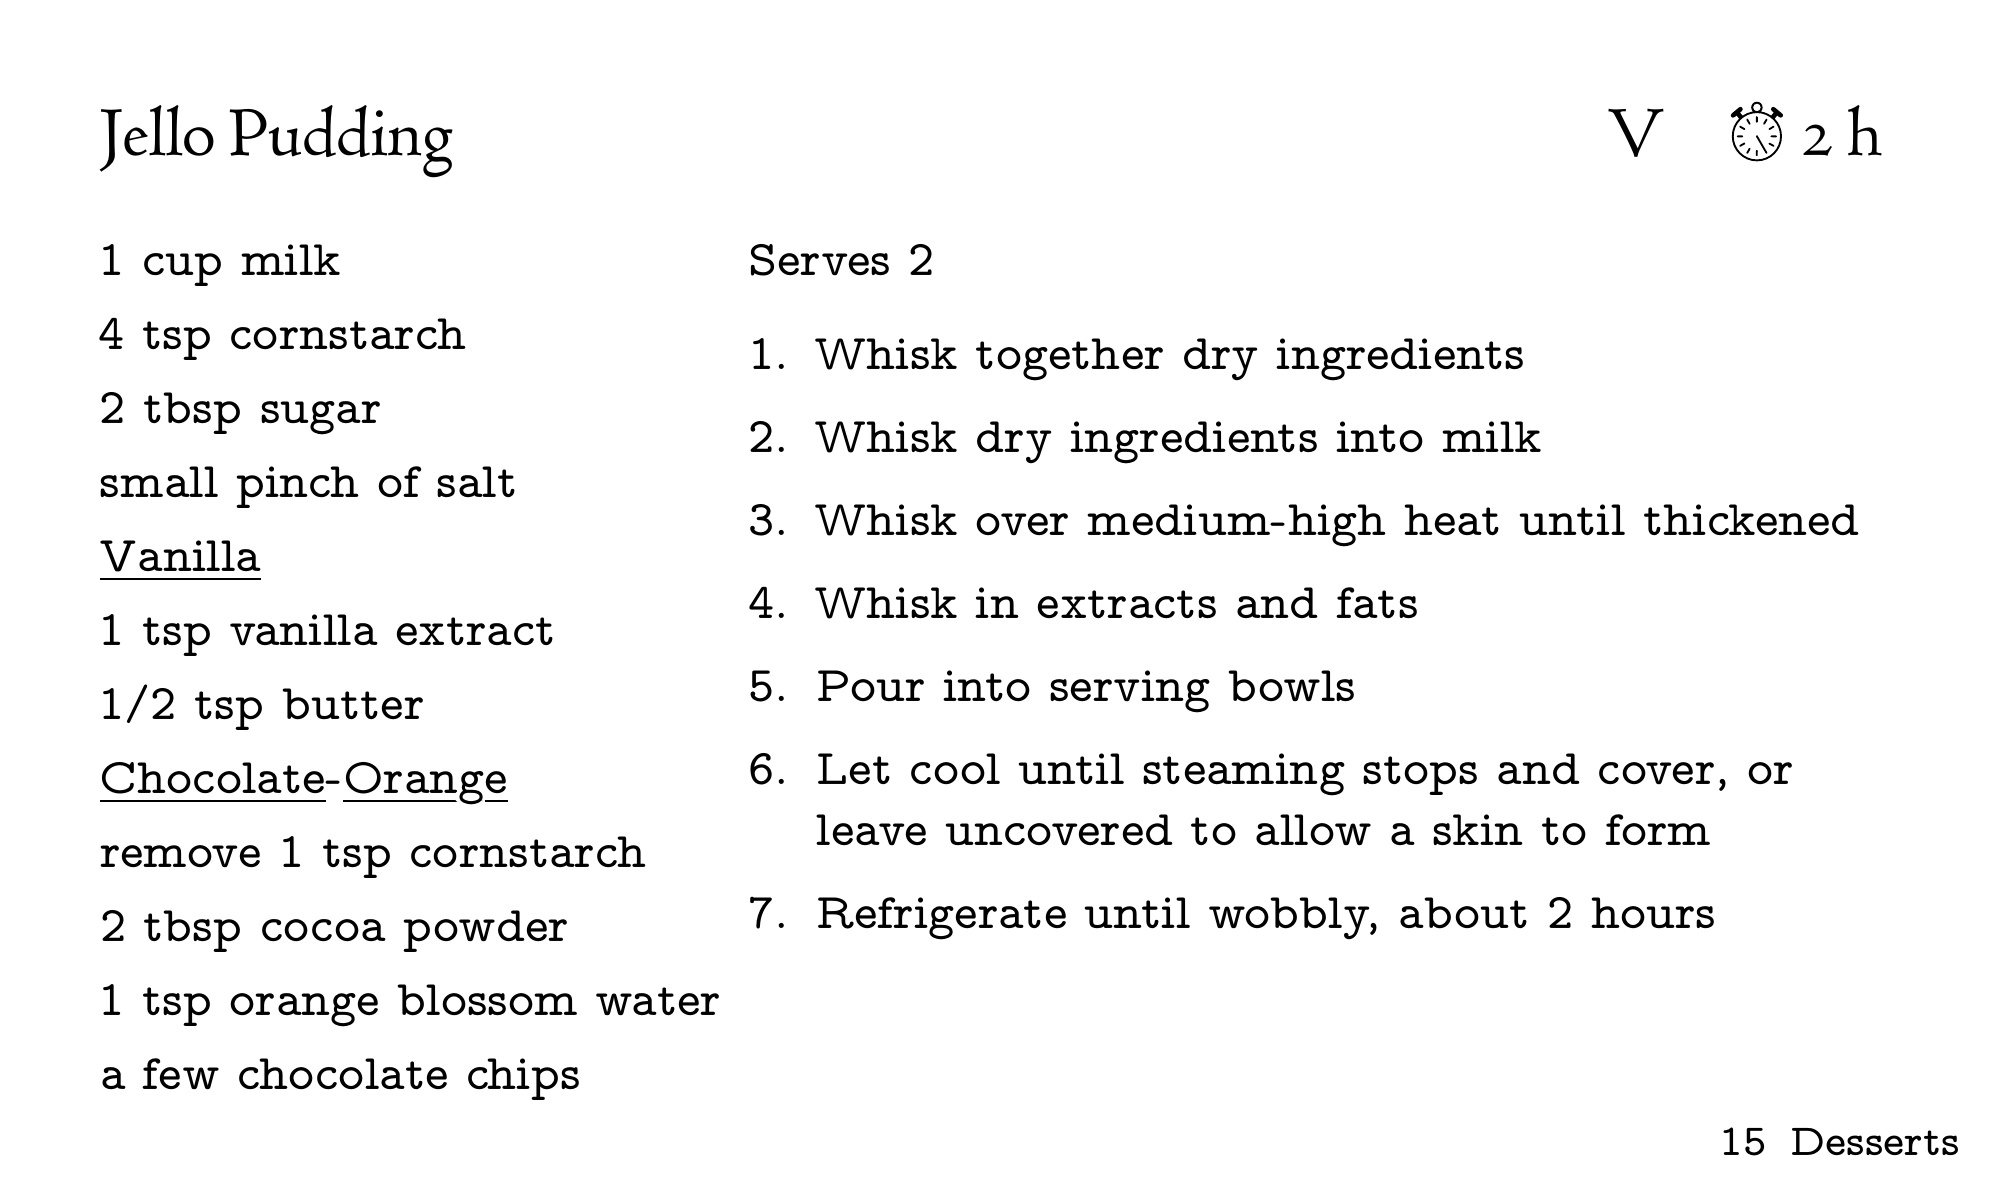 Jello Pudding
V ⏱ 2 h
1 cup milk
4 tsp cornstarch
2 tbsp sugar
small pinch of salt
Vanilla
1 tsp vanilla extract
1/2 tsp butter
Chocolate-Orange
remove 1 tsp cornstarch
2 tbsp cocoa powder
1 tsp orange blossom water
a few chocolate chips
Serves 2
1. Whisk together dry ingredients
2. Whisk dry ingredients into milk
3. Whisk over medium-high heat until thickened
4. Whisk in extracts and fats
5. Pour into serving bowls
6. Let cool until steaming stops and cover, or
leave uncovered to allow a skin to form
7. Refrigerate until wobbly, about 2 hours
15 Desserts